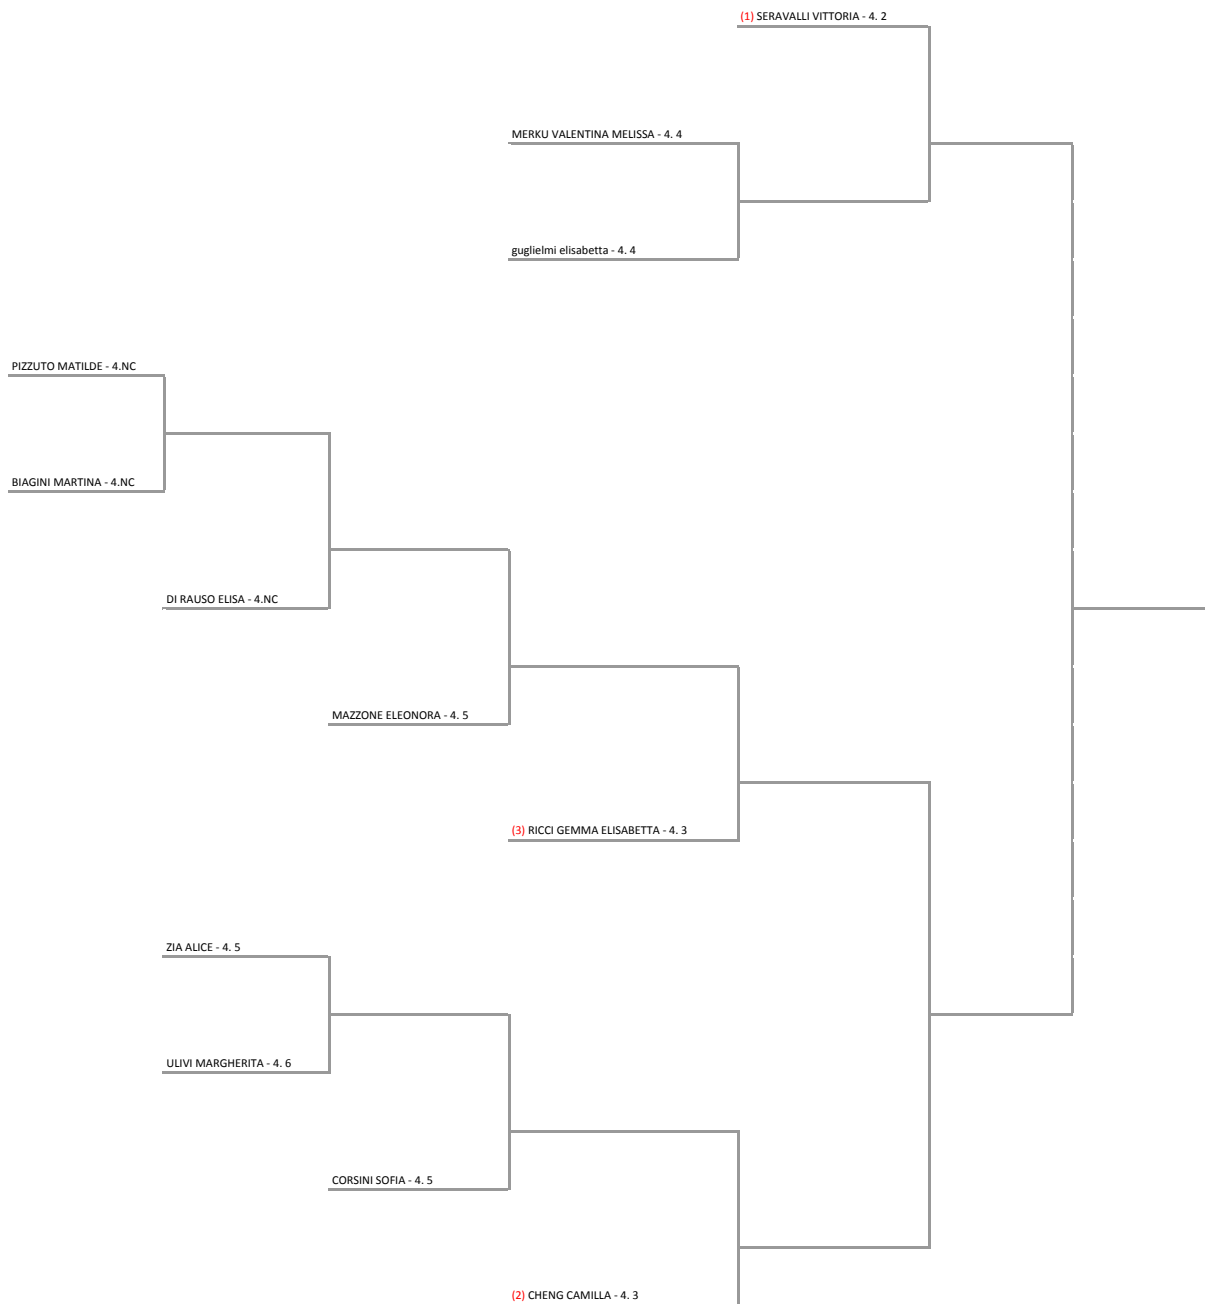 (1) SERAVALLI VITTORIA - 4. 2
MERKU VALENTINA MELISSA - 4. 4
guglielmi elisabetta - 4. 4
PIZZUTO MATILDE - 4.NC
BIAGINI MARTINA - 4.NC
DI RAUSO ELISA - 4.NC
MAZZONE ELEONORA - 4. 5
(3) RICCI GEMMA ELISABETTA - 4. 3
ZIA ALICE - 4. 5
ULIVI MARGHERITA - 4. 6
CORSINI SOFIA - 4. 5
(2) CHENG CAMILLA - 4. 3